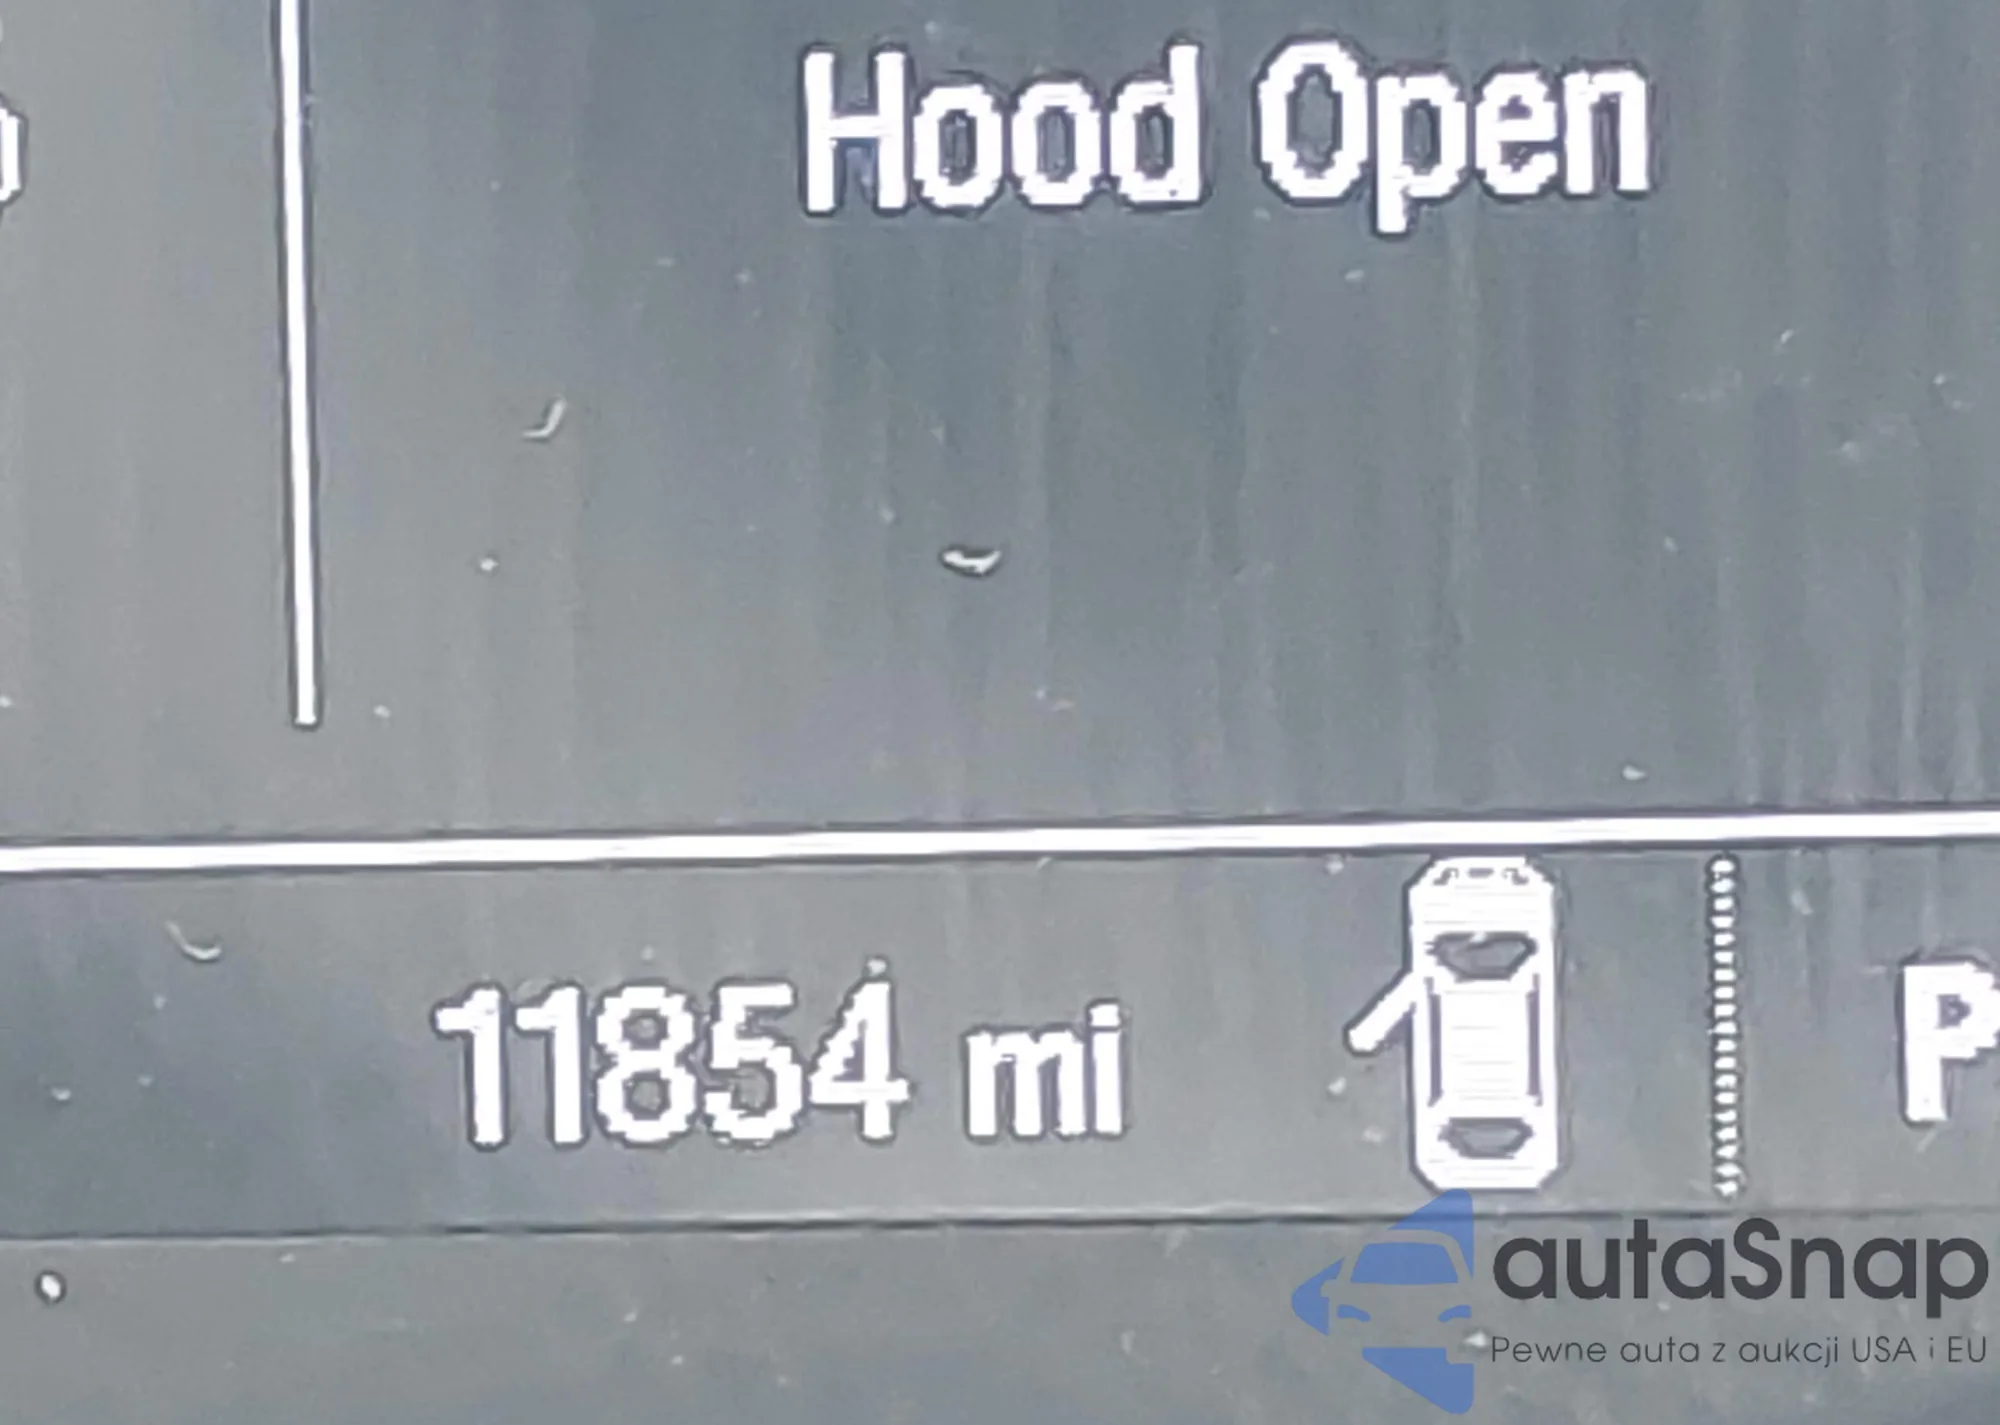 Hood Open
11854 mi
P
autaSnap
Pewne auta z aukcji USA i EU